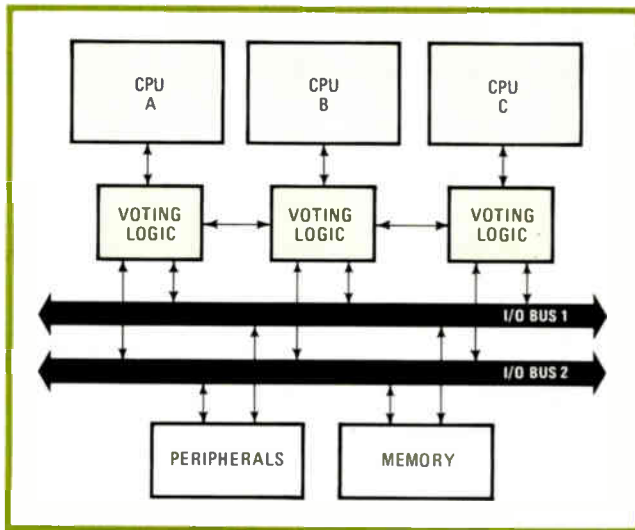 CPU
A
CPU
B
CPU
C
VOTING
LOGIC
VOTING
LOGIC
VOTING
LOGIC
I/O BUS 1
I/O BUS 2
PERIPHERALS
MEMORY